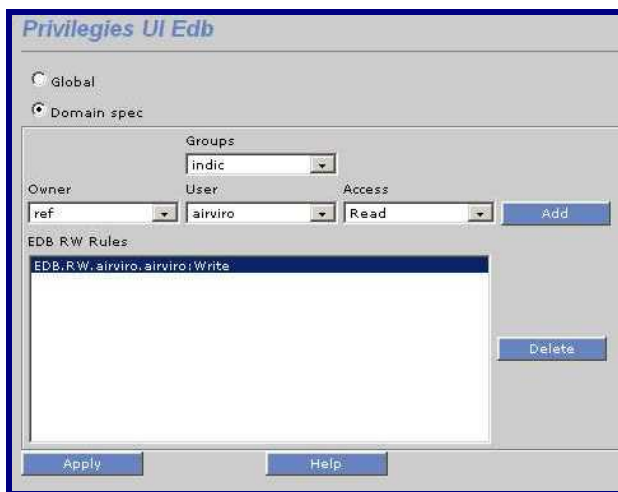 Privilegies UI Edb
Global
Domain spec
Groups
indic
Owner User Access
ref airviro Read Add
EDB RW Rules
EDB.RW.airviro.airviro:Write
Delete
Apply Help